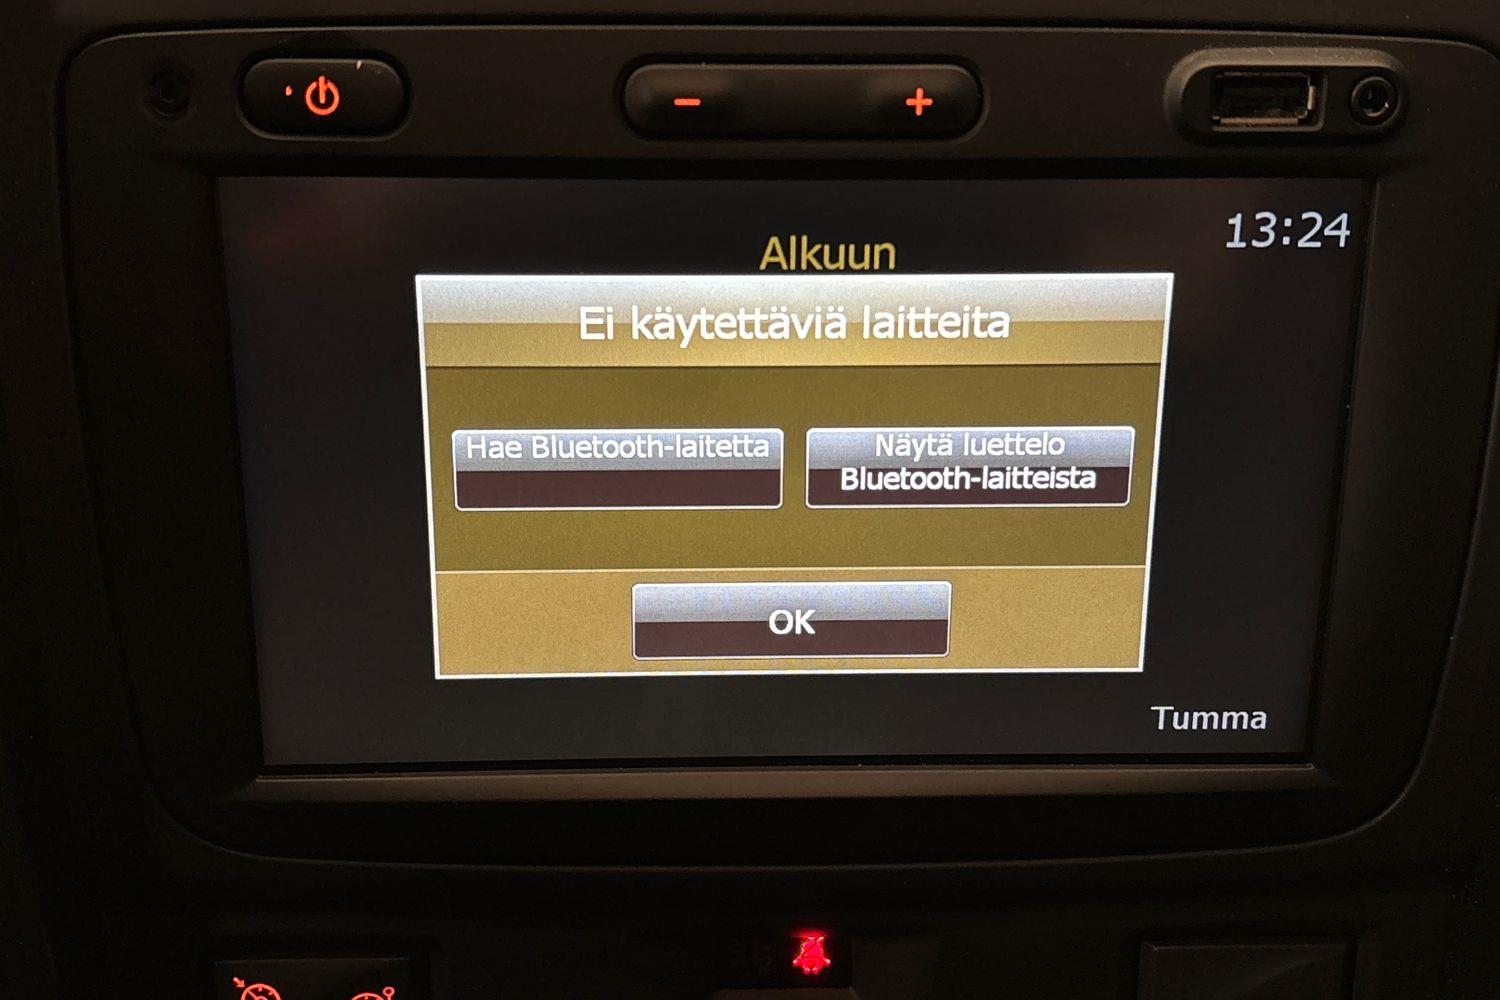 13:24
Alkuun
Ei käytettäviä laitteita
Hae Bluetooth-laitetta
Näytä luettelo
Bluetooth-laitteista
OK
Tumma